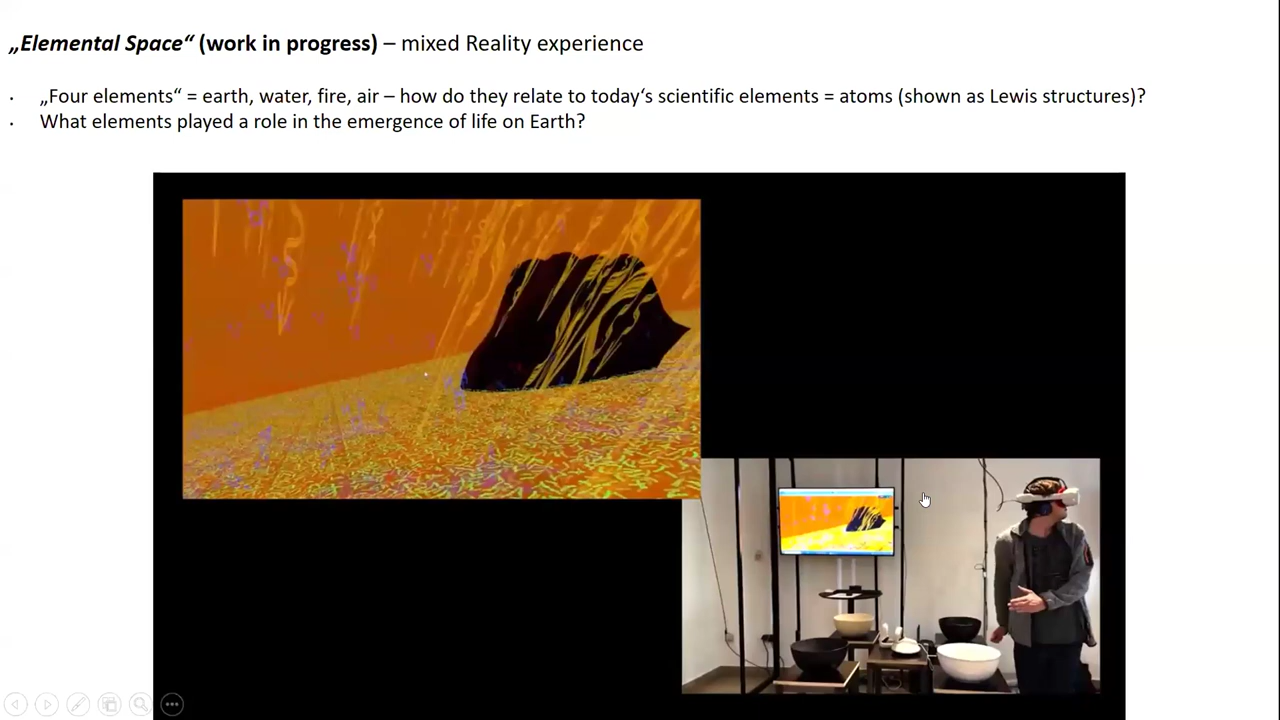 „Elemental Space“ (work in progress) – mixed Reality experience
· „Four elements“ = earth, water, fire, air – how do they relate to today‘s scientific elements = atoms (shown as Lewis structures)?
· What elements played a role in the emergence of life on Earth?